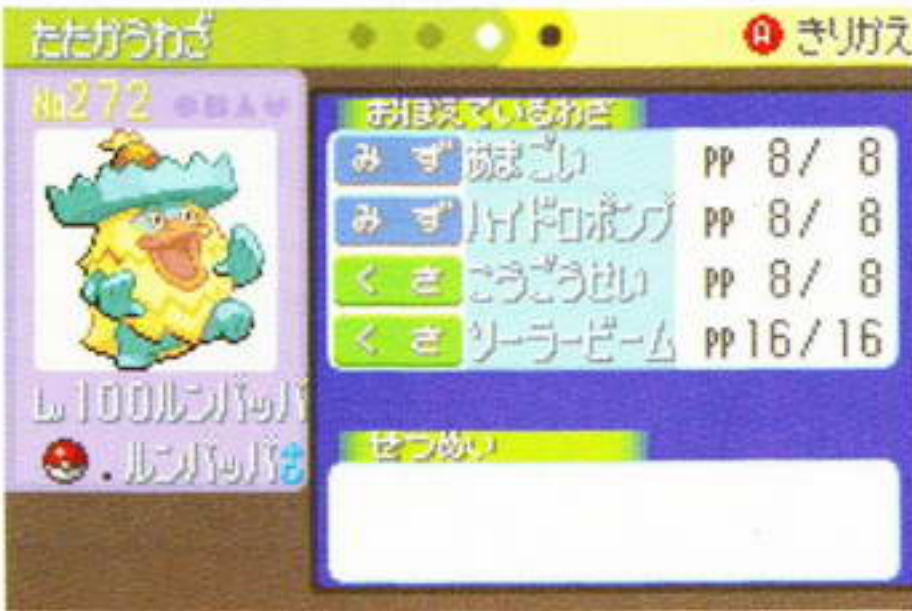 たたかうわざ
Ⓐ きりかえ
No272
おぼえているわざ
みず あまごい PP 8/ 8
みず ハイドロポンプ PP 8/ 8
くさ こうごうせい PP 8/ 8
くさ ソーラービーム PP16/16
Lv100ルンパッパ
.ルンパッパ♂
せつめい